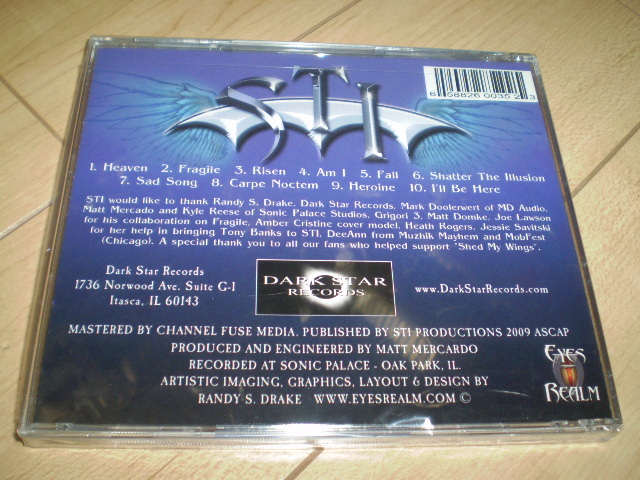 STI
6 58826 00352 3
1. Heaven 2. Fragile 3. Risen 4. Am I 5. Fall 6. Shatter The Illusion
7. Sad Song 8. Carpe Noctem 9. Heroine 10. I'll Be Here
STI would like to thank Randy S. Drake, Dark Star Records, Mark Doolerwert of MD Audio,
Matt Mercado and Kyle Reese of Sonic Palace Studios, Grigori 3, Matt Domke, Joe Lawson
for his collaboration on Fragile, Amber Cristine cover model, Heath Rogers, Jessie Savitski
for her help in bringing Tony Banks to STI, DeeAnn from Muzhik Mayhem and MobFest
(Chicago). A special thank you to all our fans who helped support "Shed My Wings".
Dark Star Records
1736 Norwood Ave. Suite G-1
Itasca, IL 60143
DARK STAR
RECORDS
www.DarkStarRecords.com
MASTERED BY CHANNEL FUSE MEDIA. PUBLISHED BY STI PRODUCTIONS 2009 ASCAP
PRODUCED AND ENGINEERED BY MATT MERCARDO
RECORDED AT SONIC PALACE - OAK PARK, IL.
ARTISTIC IMAGING, GRAPHICS, LAYOUT & DESIGN BY
RANDY S. DRAKE WWW.EYESREALM.COM ©
EYES
REALM